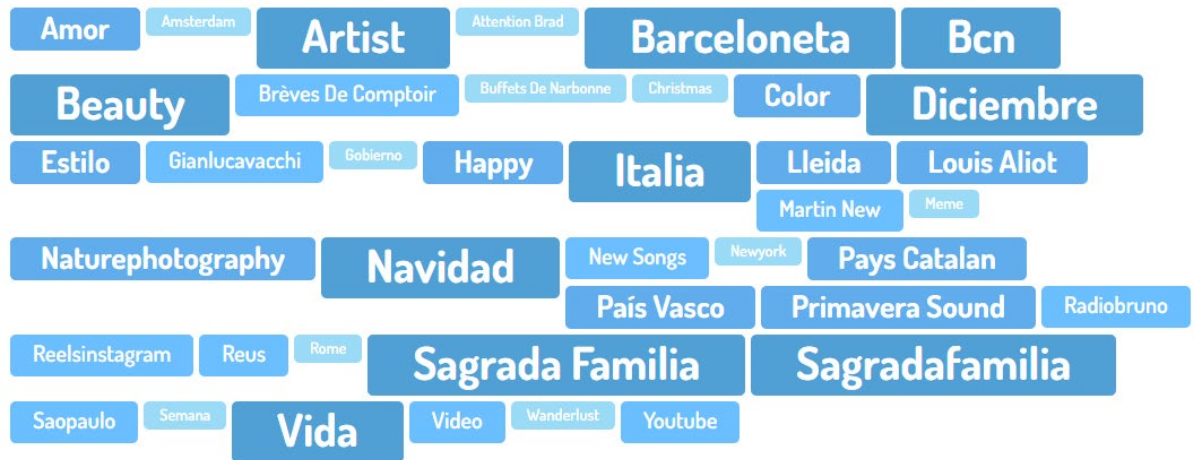 Amor Amsterdam Artist Attention Brad Barceloneta Bcn
Beauty Brèves De Comptoir Buffets De Narbonne Christmas Color Diciembre
Estilo Gianlucavacchi Gobierno Happy Italia Lleida Louis Aliot
Martin New Meme
Naturephotography Navidad New Songs Newyork Pays Catalan
País Vasco Primavera Sound Radiobruno
Reelsinstagram Reus Rome Sagrada Familia Sagradafamilia
Saopaulo Semana Vida Video Wanderlust Youtube